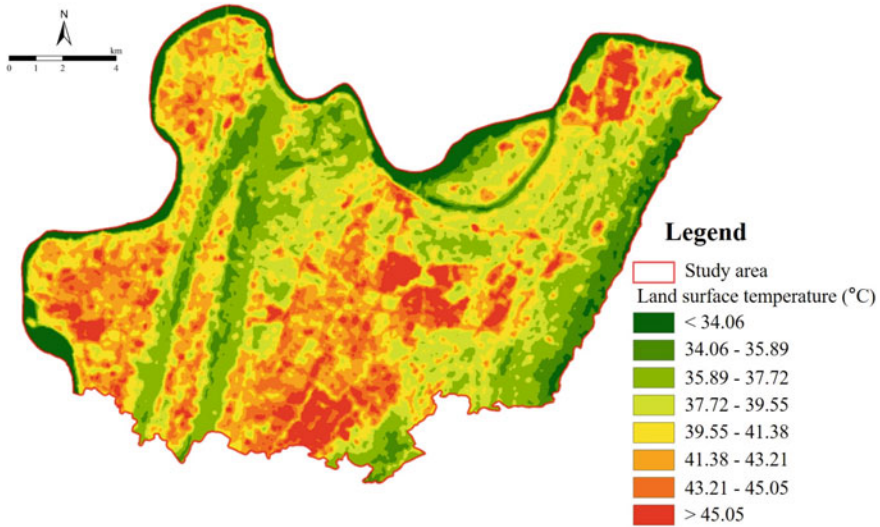 N
km
0 1 2 4
Legend
Study area
Land surface temperature (°C)
< 34.06
34.06 - 35.89
35.89 - 37.72
37.72 - 39.55
39.55 - 41.38
41.38 - 43.21
43.21 - 45.05
> 45.05